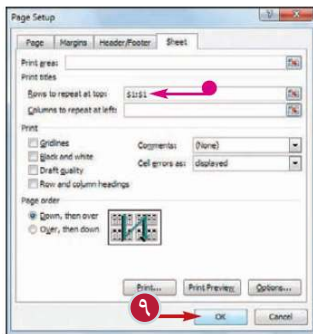 Page Setup
Page Margins Header/Footer Sheet
Print area:
Print titles
Rows to repeat at top: $1:$1
Columns to repeat at left:
Print
Gridlines
Black and white
Draft quality
Row and column headings
Comments: (None)
Cell errors as: displayed
Page order
Down, then over
Over, then down
Print... Print Preview Options...
۹
OK Cancel